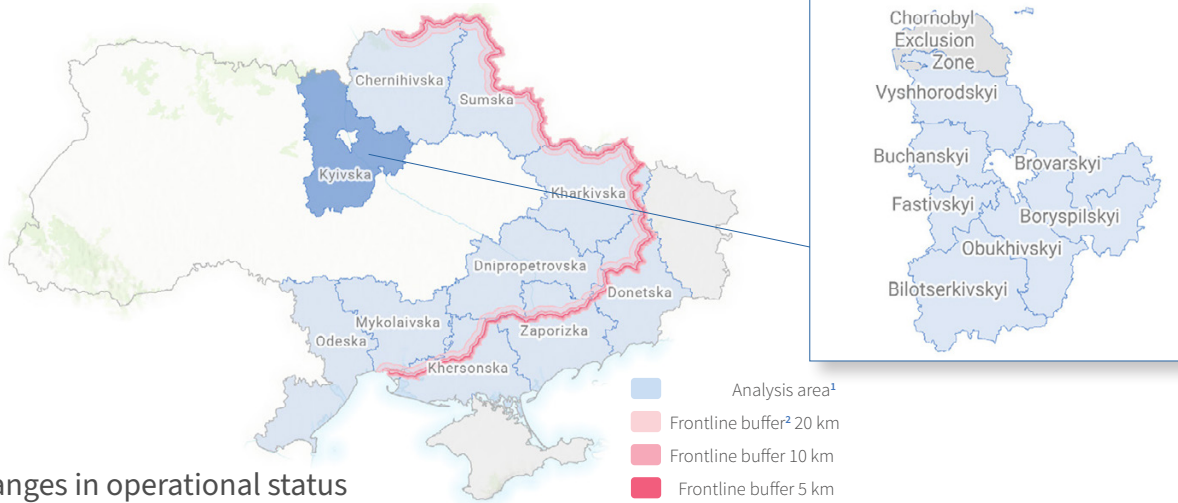 Chernihivska
Sumska
Kyivska
Kharkivska
Dnipropetrovska
Donetska
Mykolaivska
Zaporizka
Odeska
Khersonska
Chornobyl
Exclusion
Zone
Vyshhorodskyi
Buchanskyi
Brovarskyi
Fastivskyi
Boryspilskyi
Obukhivskyi
Bilotserkivskyi
Analysis area¹
Frontline buffer² 20 km
Frontline buffer 10 km
Frontline buffer 5 km
anges in operational status